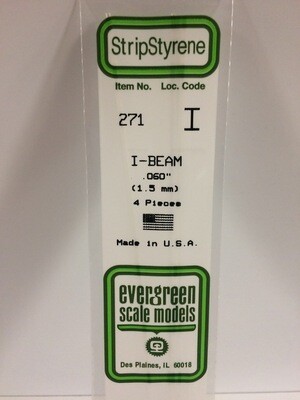 StripStyrene
Item No. Loc. Code
271 I
I-BEAM
.060"
(1.5 mm)
4 Pieces
Made in U.S.A.
evergreen
scale models
Des Plaines, IL 60018